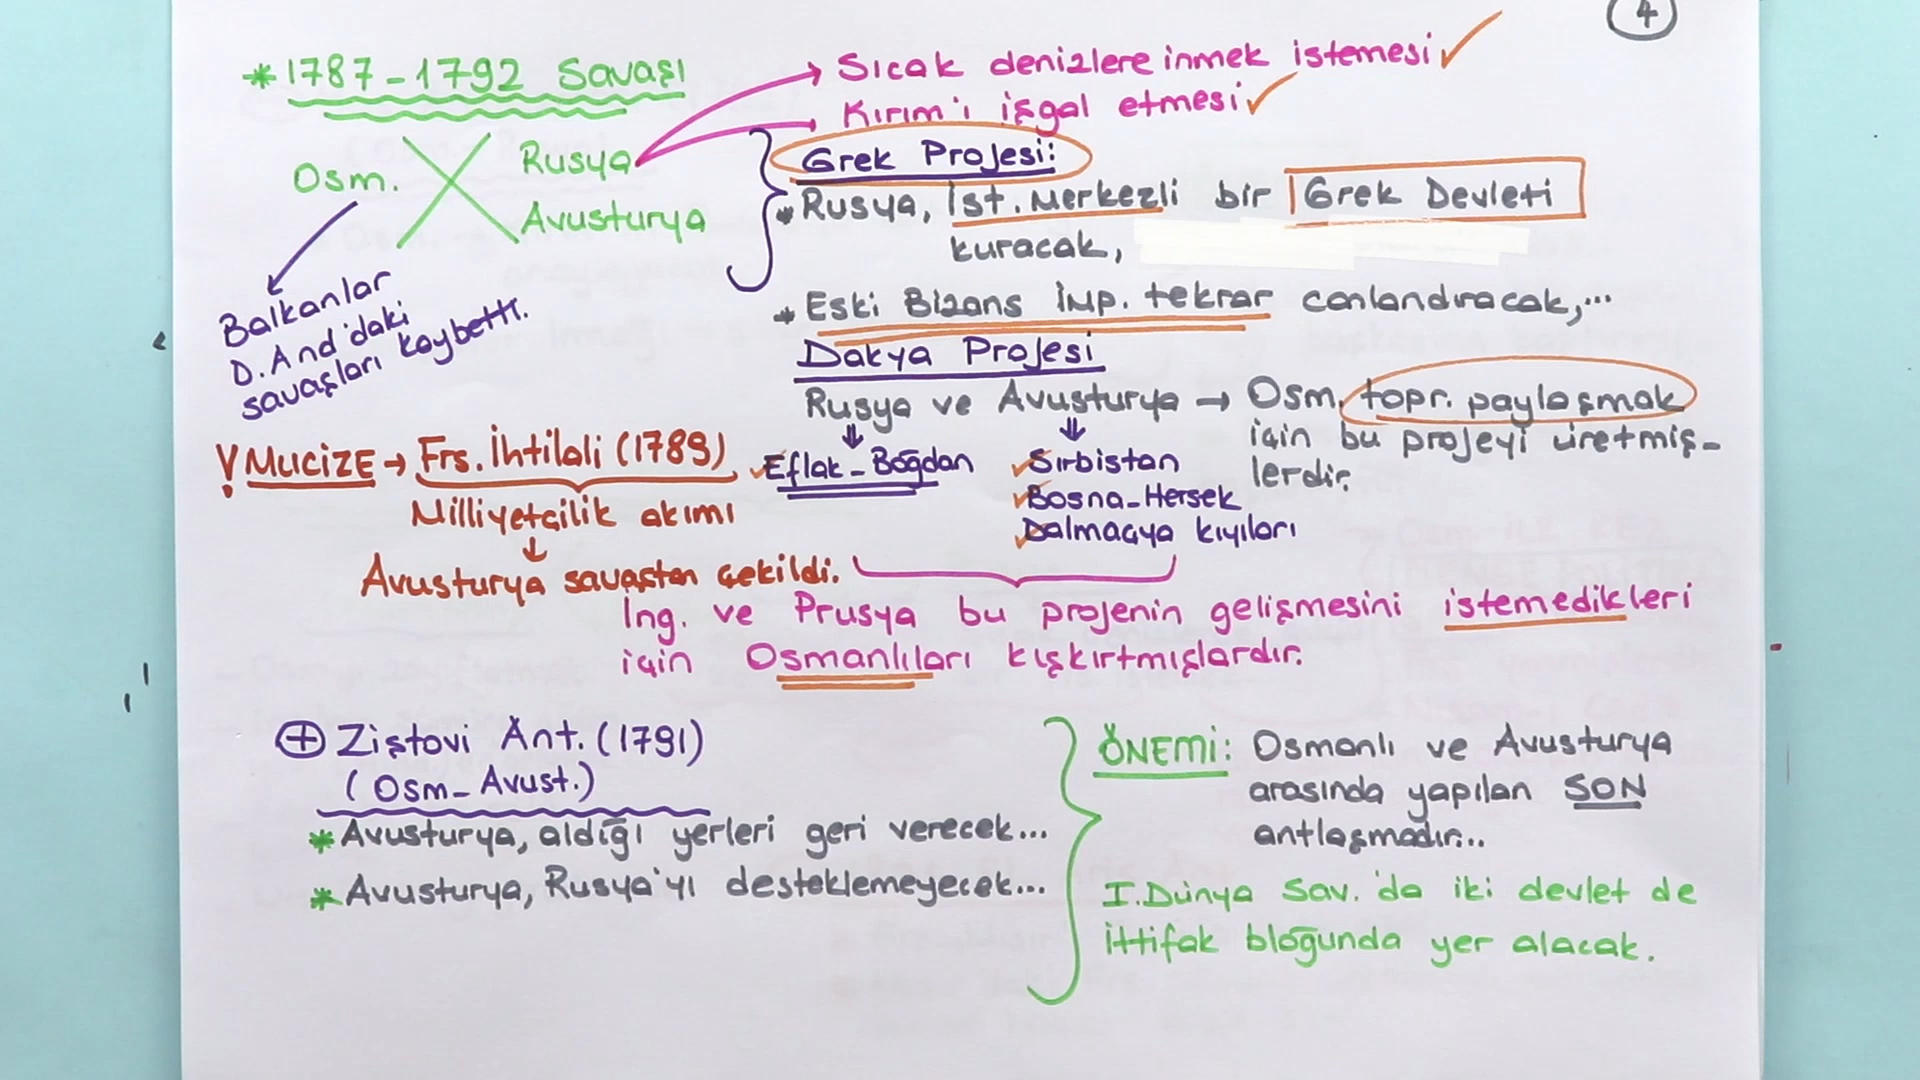 4
* 1787-1792 Savaşı
Osm.
Rusya
Avusturya
Balkanlar
D. And'daki
savaşları kaybetti.
→ Sıcak denizlere inmek istemesi ✓
→ Kırım'ı işgal etmesi ✓
Grek Projesi:
* Rusya, İst. Merkezli bir Grek Devleti
kuracak,
* Eski Bizans İmp. tekrar canlandıracak,...
Dakya Projesi
Rusya ve Avusturya → Osm. topr. paylaşmak
için bu projeyi üretmiş-
lerdir.
Eflak-Boğdan
Sırbistan
Bosna-Hersek
Dalmaçya kıyıları
! MUCİZE → Frs. İhtilali (1789)
Milliyetçilik akımı
↓
Avusturya savaştan çekildi.
İng. ve Prusya bu projenin gelişmesini istemedikleri
için Osmanlıları kışkırtmışlardır.
⊕ Ziştovi Ant. (1791)
(Osm-Avust.)
* Avusturya, aldığı yerleri geri verecek...
* Avusturya, Rusya'yı desteklemeyecek...
ÖNEMİ: Osmanlı ve Avusturya
arasında yapılan SON
antlaşmadır...
I. Dünya Sav.'da iki devlet de
İttifak bloğunda yer alacak.